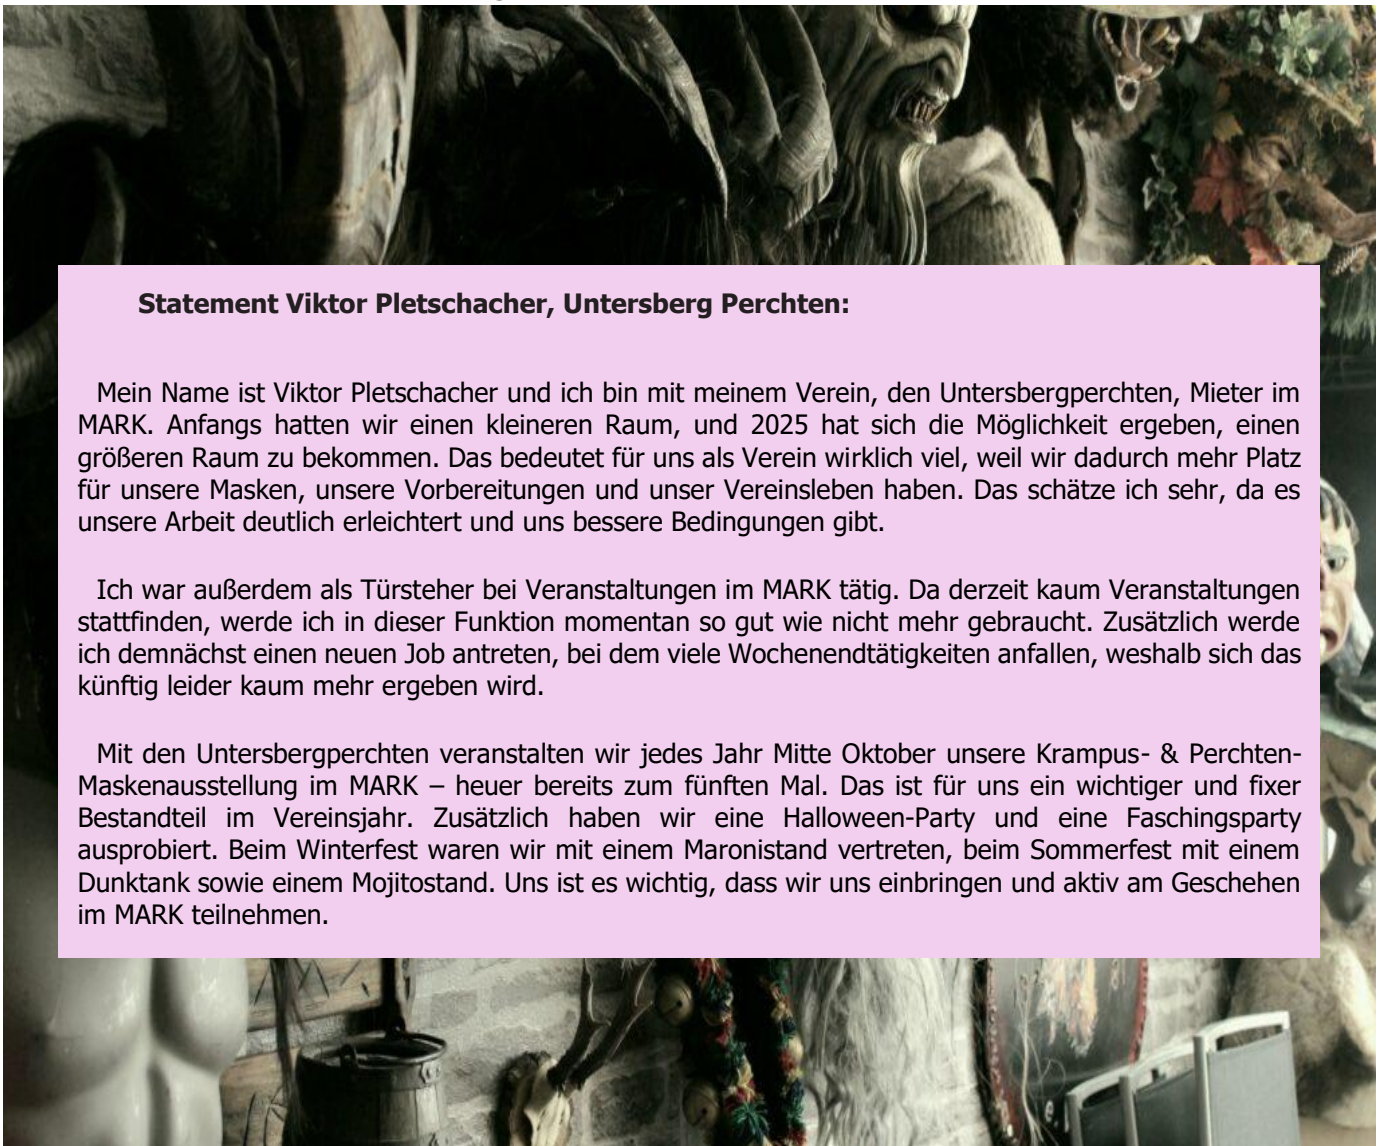 Statement Viktor Pletschacher, Untersberg Perchten:
Mein Name ist Viktor Pletschacher und ich bin mit meinem Verein, den Untersbergperchten, Mieter im
MARK. Anfangs hatten wir einen kleineren Raum, und 2025 hat sich die Möglichkeit ergeben, einen
größeren Raum zu bekommen. Das bedeutet für uns als Verein wirklich viel, weil wir dadurch mehr Platz
für unsere Masken, unsere Vorbereitungen und unser Vereinsleben haben. Das schätze ich sehr, da es
unsere Arbeit deutlich erleichtert und uns bessere Bedingungen gibt.
Ich war außerdem als Türsteher bei Veranstaltungen im MARK tätig. Da derzeit kaum Veranstaltungen
stattfinden, werde ich in dieser Funktion momentan so gut wie nicht mehr gebraucht. Zusätzlich werde
ich demnächst einen neuen Job antreten, bei dem viele Wochenendtätigkeiten anfallen, weshalb sich das
künftig leider kaum mehr ergeben wird.
Mit den Untersbergperchten veranstalten wir jedes Jahr Mitte Oktober unsere Krampus- & Perchten-
Maskenausstellung im MARK – heuer bereits zum fünften Mal. Das ist für uns ein wichtiger und fixer
Bestandteil im Vereinsjahr. Zusätzlich haben wir eine Halloween-Party und eine Faschingsparty
ausprobiert. Beim Winterfest waren wir mit einem Maronistand vertreten, beim Sommerfest mit einem
Dunktank sowie einem Mojitostand. Uns ist es wichtig, dass wir uns einbringen und aktiv am Geschehen
im MARK teilnehmen.